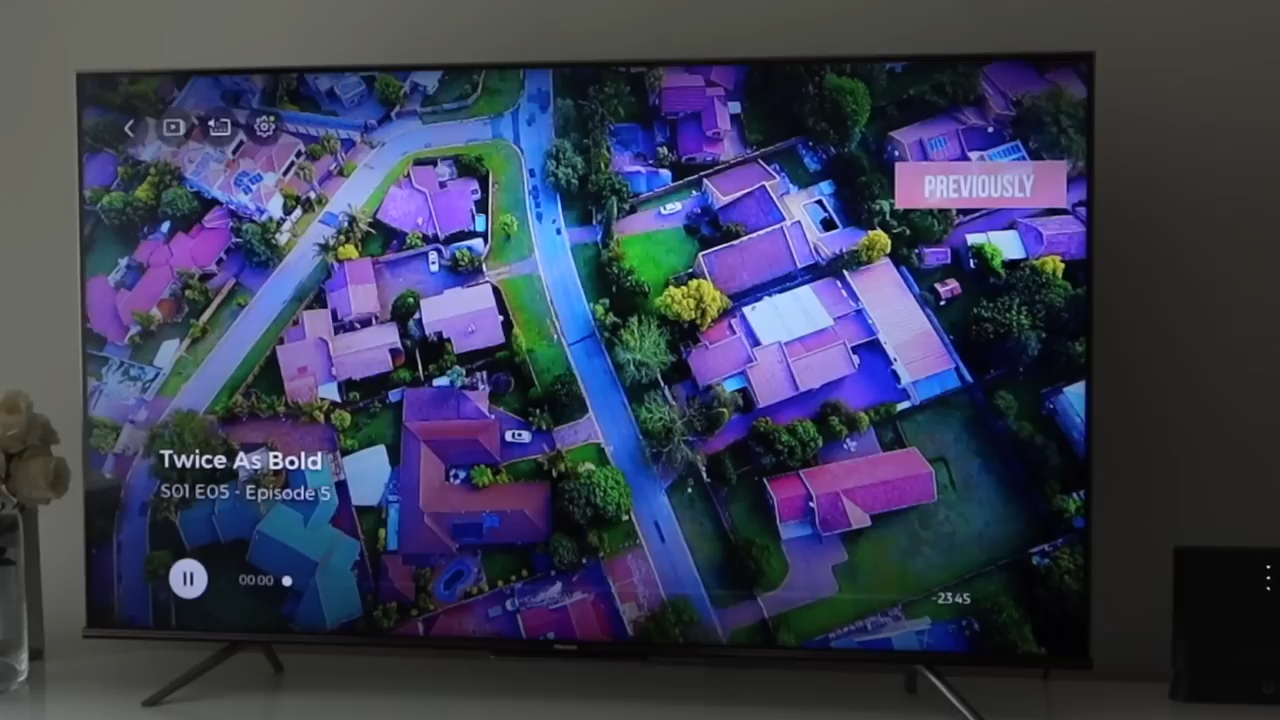 PREVIOUSLY
Twice As Bold
S01 E05 · Episode 5
00:00
-23:45